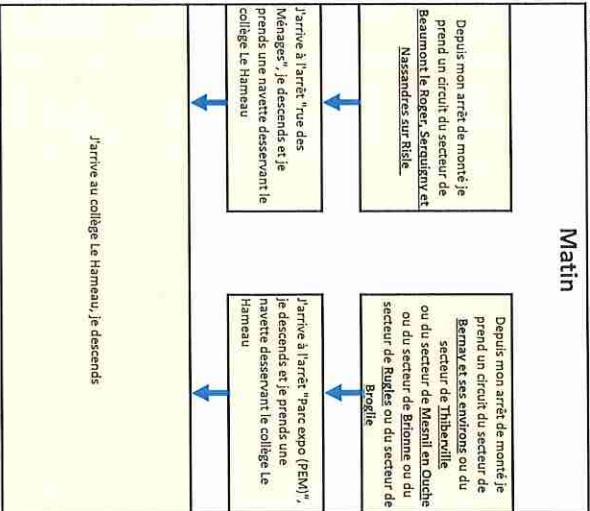 Matin
Depuis mon arrêt de monté je
prend un circuit du secteur de
Beaumont le Roger, Serquigny et
Nassandres sur Risle
J'arrive à l'arrêt "rue des
Ménages", je descends et je
prends une navette desservant le
collège Le Hameau
Depuis mon arrêt de monté je
prend un circuit du secteur de
Bernay et ses environs ou du
secteur de Thiberville
ou du secteur de Mesnil en Ouche
ou du secteur de Brionne ou du
secteur de Rugles ou du secteur de
Broglie
J'arrive à l'arrêt "Parc expo (PEM)",
je descends et je prends une
navette desservant le collège Le
Hameau
J'arrive au collège Le Hameau, je descends